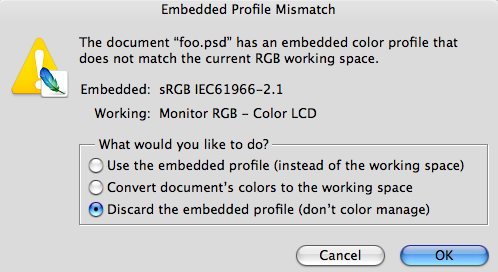 Embedded Profile Mismatch
The document “foo.psd” has an embedded color profile that
does not match the current RGB working space.
Embedded: sRGB IEC61966-2.1
Working: Monitor RGB - Color LCD
What would you like to do?
Use the embedded profile (instead of the working space)
Convert document's colors to the working space
Discard the embedded profile (don't color manage)
Cancel OK